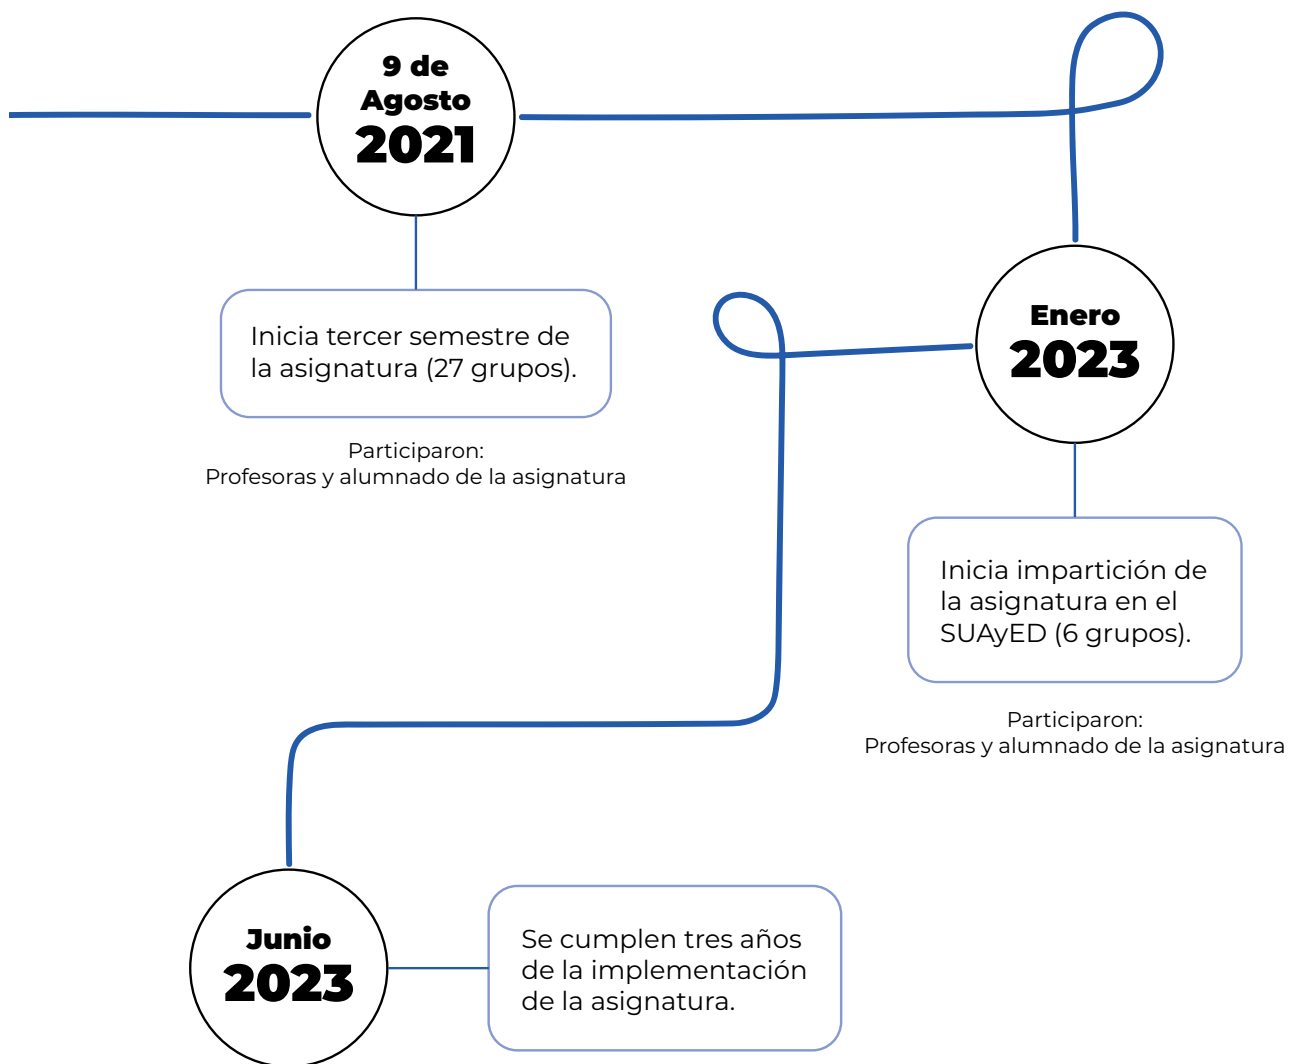 9 de
Agosto
2021
Inicia tercer semestre de
la asignatura (27 grupos).
Participaron:
Profesoras y alumnado de la asignatura
Enero
2023
Inicia impartición de
la asignatura en el
SUAyED (6 grupos).
Participaron:
Profesoras y alumnado de la asignatura
Junio
2023
Se cumplen tres años
de la implementación
de la asignatura.